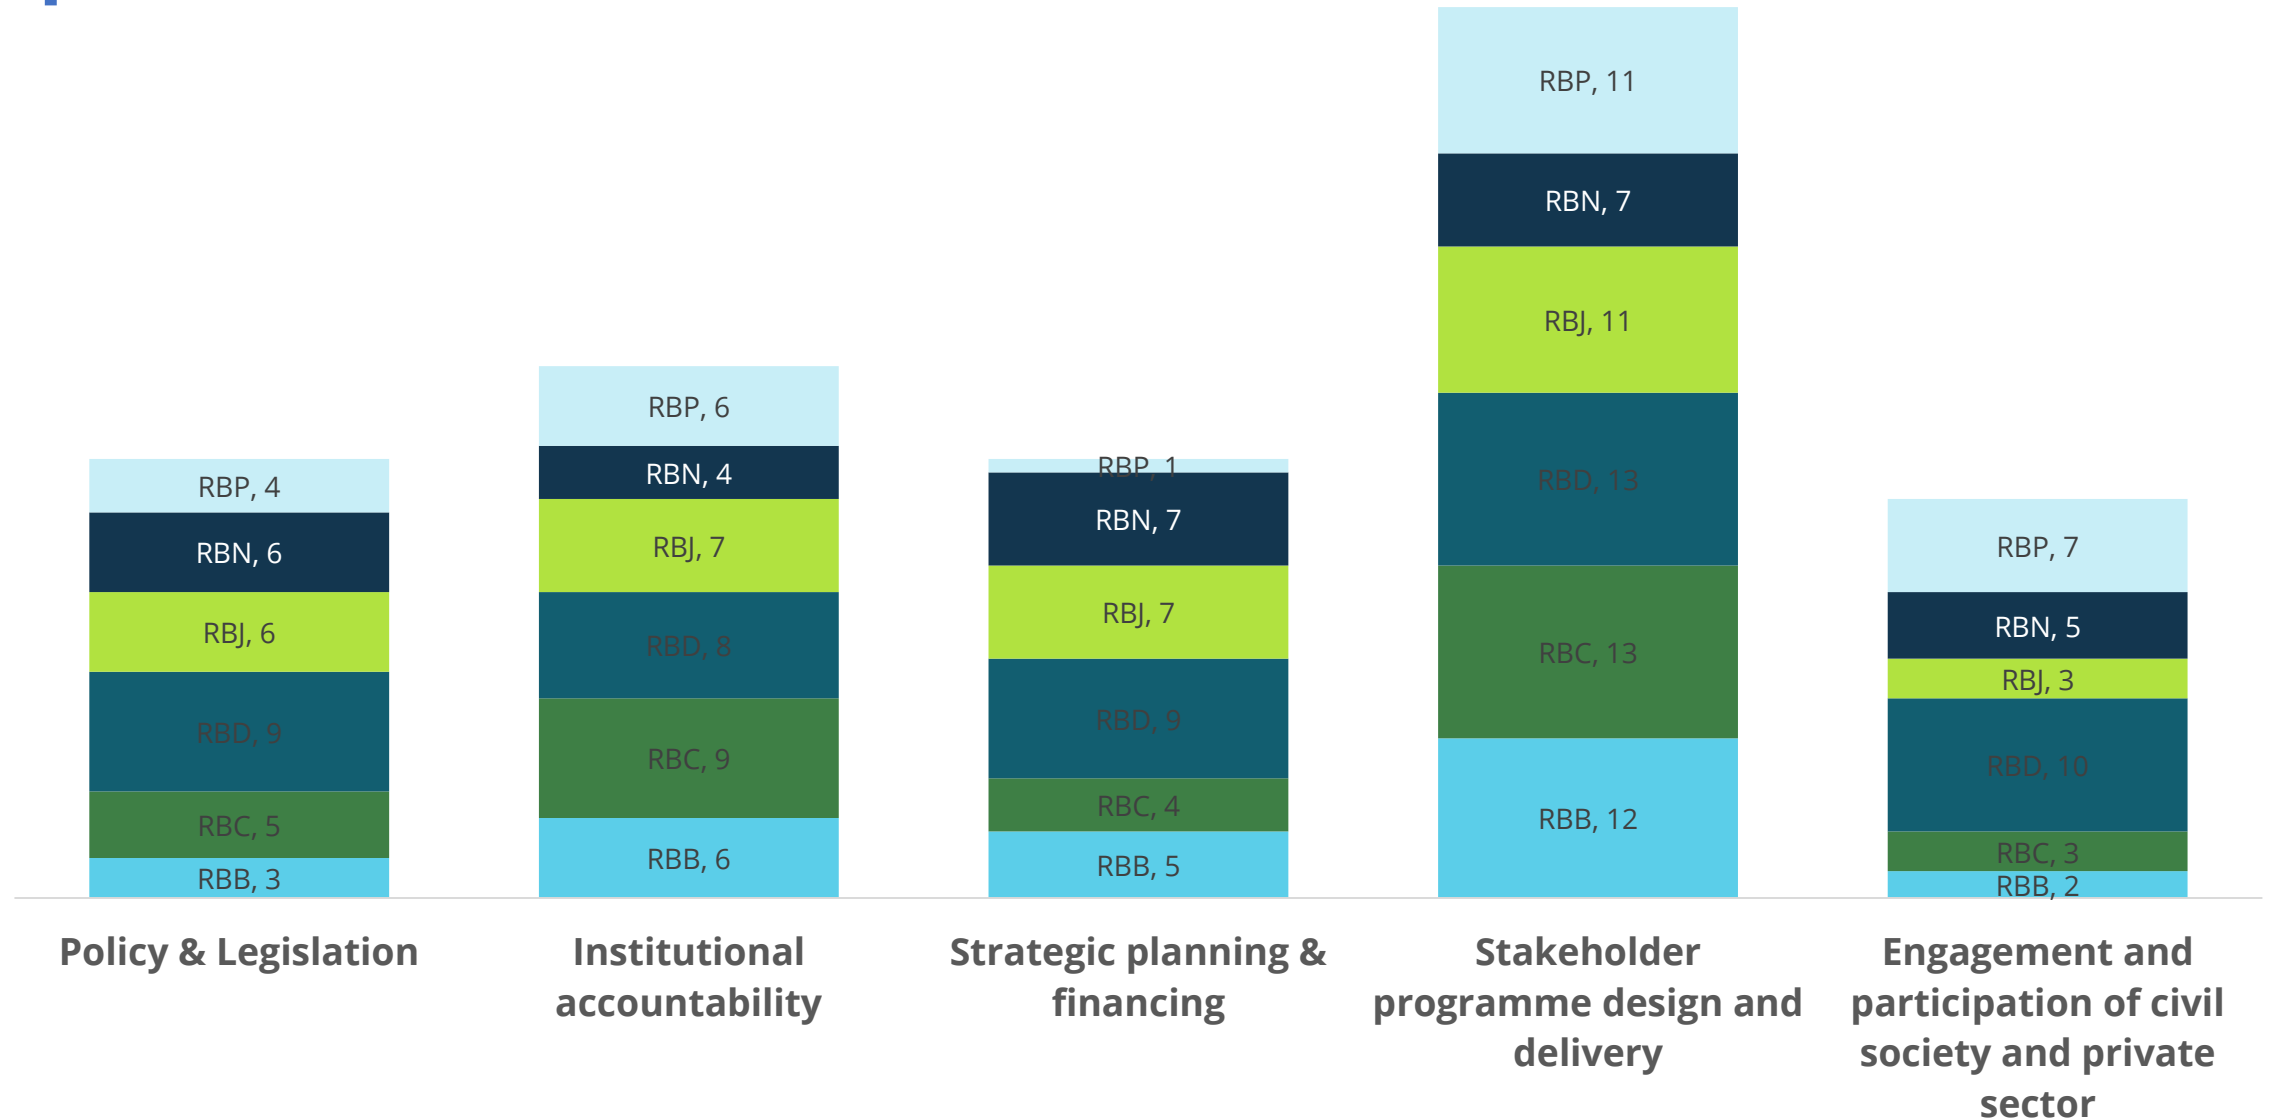 RBP, 4
RBN, 6
RBJ, 6
RBD, 9
RBC, 5
RBB, 3
Policy & Legislation
RBP, 6
RBN, 4
RBJ, 7
RBD, 8
RBC, 9
RBB, 6
Institutional
accountability
RBP, 1
RBN, 7
RBJ, 7
RBD, 9
RBC, 4
RBB, 5
Strategic planning &
financing
RBP, 11
RBN, 7
RBJ, 11
RBD, 13
RBC, 13
RBB, 12
Stakeholder
programme design and
delivery
RBP, 7
RBN, 5
RBJ, 3
RBD, 10
RBC, 3
RBB, 2
Engagement and
participation of civil
society and private
sector